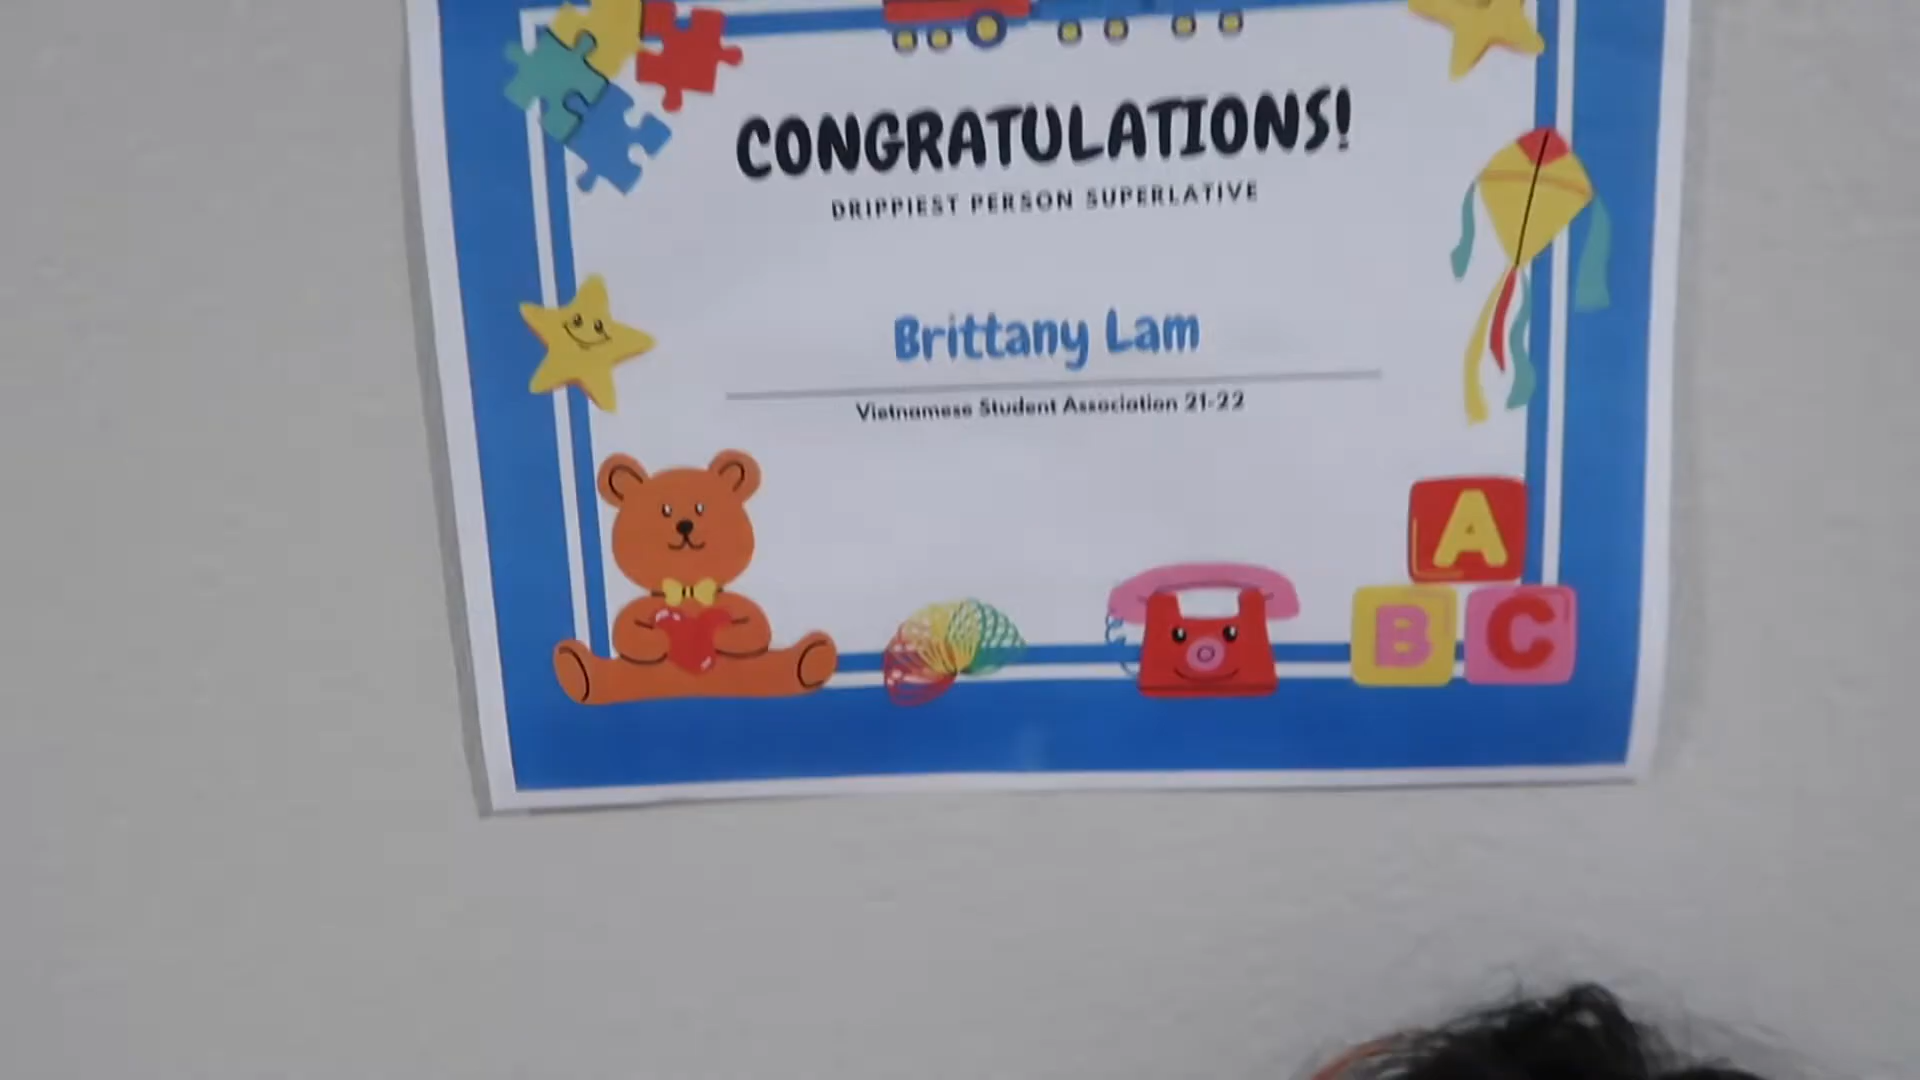 CONGRATULATIONS!
DRIPPIEST PERSON SUPERLATIVE
Brittany Lam
Vietnamese Student Association 21-22
A
B C